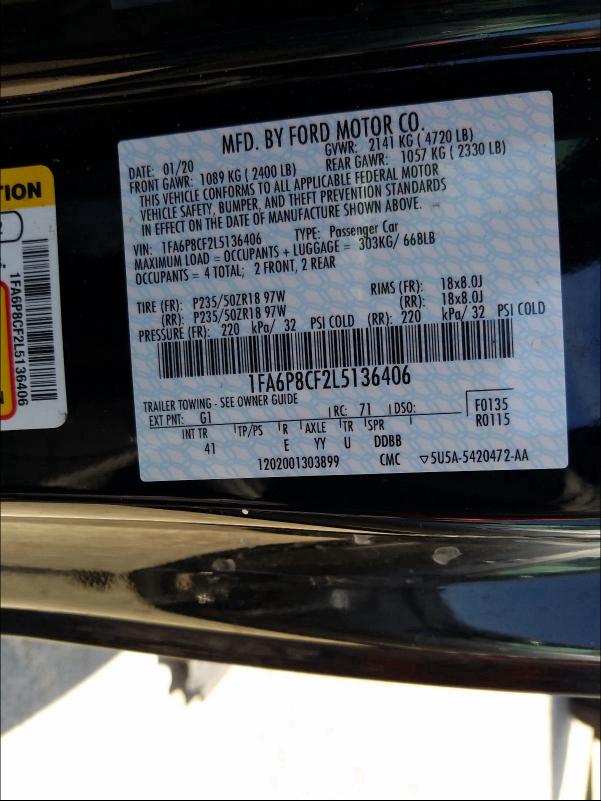 MFD. BY FORD MOTOR CO.
DATE: 01/20 GVWR: 2141 KG ( 4720 LB)
FRONT GAWR: 1089 KG ( 2400 LB) REAR GAWR: 1057 KG ( 2330 LB)
THIS VEHICLE CONFORMS TO ALL APPLICABLE FEDERAL MOTOR
VEHICLE SAFETY, BUMPER, AND THEFT PREVENTION STANDARDS
IN EFFECT ON THE DATE OF MANUFACTURE SHOWN ABOVE.
VIN: 1FA6P8CF2L5136406 TYPE: Passenger Car
MAXIMUM LOAD = OCCUPANTS + LUGGAGE = 303KG/ 668LB
OCCUPANTS = 4 TOTAL; 2 FRONT, 2 REAR
TIRE (FR): P235/50ZR18 97W RIMS (FR): 18x8.0J
(RR): P235/50ZR18 97W (RR): 18x8.0J
PRESSURE (FR): 220 kPa/ 32 PSI COLD (RR): 220 kPa/ 32 PSI COLD
1FA6P8CF2L5136406
TRAILER TOWING - SEE OWNER GUIDE
EXT PNT: G1 RC: 71 DSO: F0135
R0115
INT TR TP/PS R AXLE TR SPR
41 E YY U DDBB
1202001303899 CMC ▽5U5A-5420472-AA
1FA6P8CF2L5136406